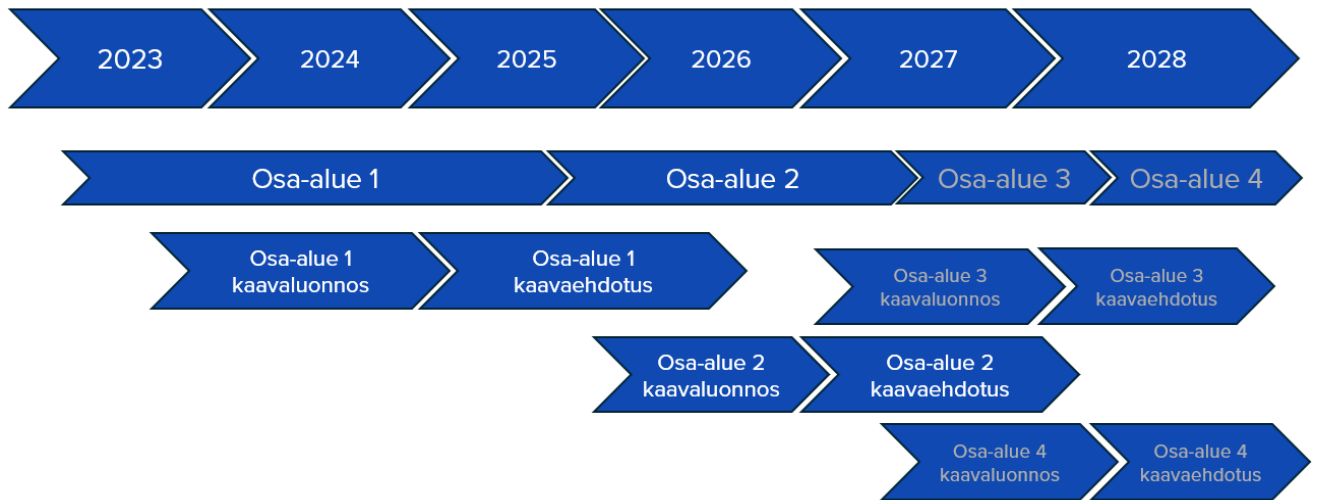 2023
2024
2025
2026
2027
2028
Osa-alue 1
Osa-alue 2
Osa-alue 3
Osa-alue 4
Osa-alue 1
kaavaluonnos
Osa-alue 1
kaavaehdotus
Osa-alue 3
kaavaluonnos
Osa-alue 3
kaavaehdotus
Osa-alue 2
kaavaluonnos
Osa-alue 2
kaavaehdotus
Osa-alue 4
kaavaluonnos
Osa-alue 4
kaavaehdotus